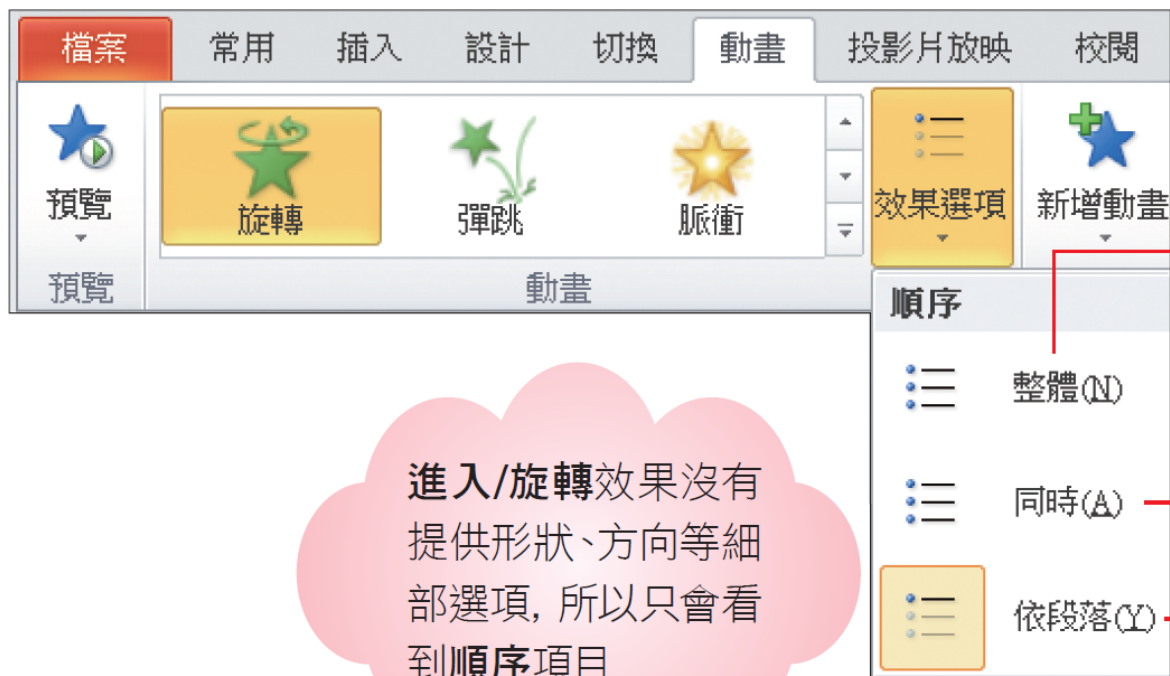 檔案 常用 插入 設計 切換 動畫 投影片放映 校閱
預覽 旋轉 彈跳 脈衝 效果選項 新增動畫
預覽 動畫
順序
整體(N)
同時(A)
依段落(Y)
進入/旋轉效果沒有
提供形狀、方向等細
部選項, 所以只會看
到順序項目